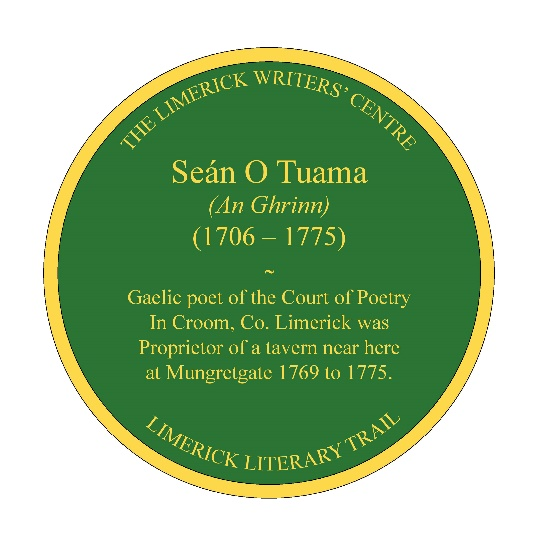 THE LIMERICK WRITERS' CENTRE
Seán O Tuama
(An Ghrinn)
(1706 – 1775)
~
Gaelic poet of the Court of Poetry
In Croom, Co. Limerick was
Proprietor of a tavern near here
at Mungretgate 1769 to 1775.
LIMERICK LITERARY TRAIL